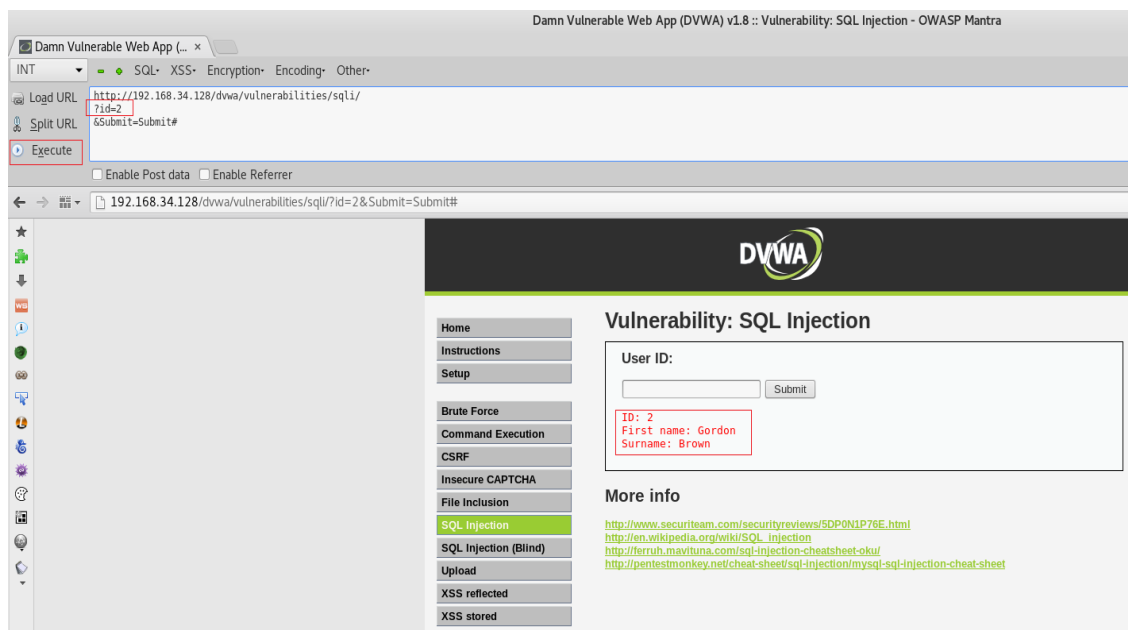 Damn Vulnerable Web App (DVWA) v1.8 :: Vulnerability: SQL Injection - OWASP Mantra
Damn Vulnerable Web App (... ×
INT SQL XSS Encryption Encoding Other
Load URL
Split URL
Execute
http://192.168.34.128/dvwa/vulnerabilities/sqli/
?id=2
&Submit=Submit#
Enable Post data Enable Referrer
192.168.34.128/dvwa/vulnerabilities/sqli/?id=2&Submit=Submit#
WB
DVWA
Home
Instructions
Setup
Brute Force
Command Execution
CSRF
Insecure CAPTCHA
File Inclusion
SQL Injection
SQL Injection (Blind)
Upload
XSS reflected
XSS stored
Vulnerability: SQL Injection
User ID:
Submit
ID: 2
First name: Gordon
Surname: Brown
More info
http://www.securiteam.com/securityreviews/5DP0N1P76E.html
http://en.wikipedia.org/wiki/SQL_injection
http://ferruh.mavituna.com/sql-injection-cheatsheet-oku/
http://pentestmonkey.net/cheat-sheet/sql-injection/mysql-sql-injection-cheat-sheet